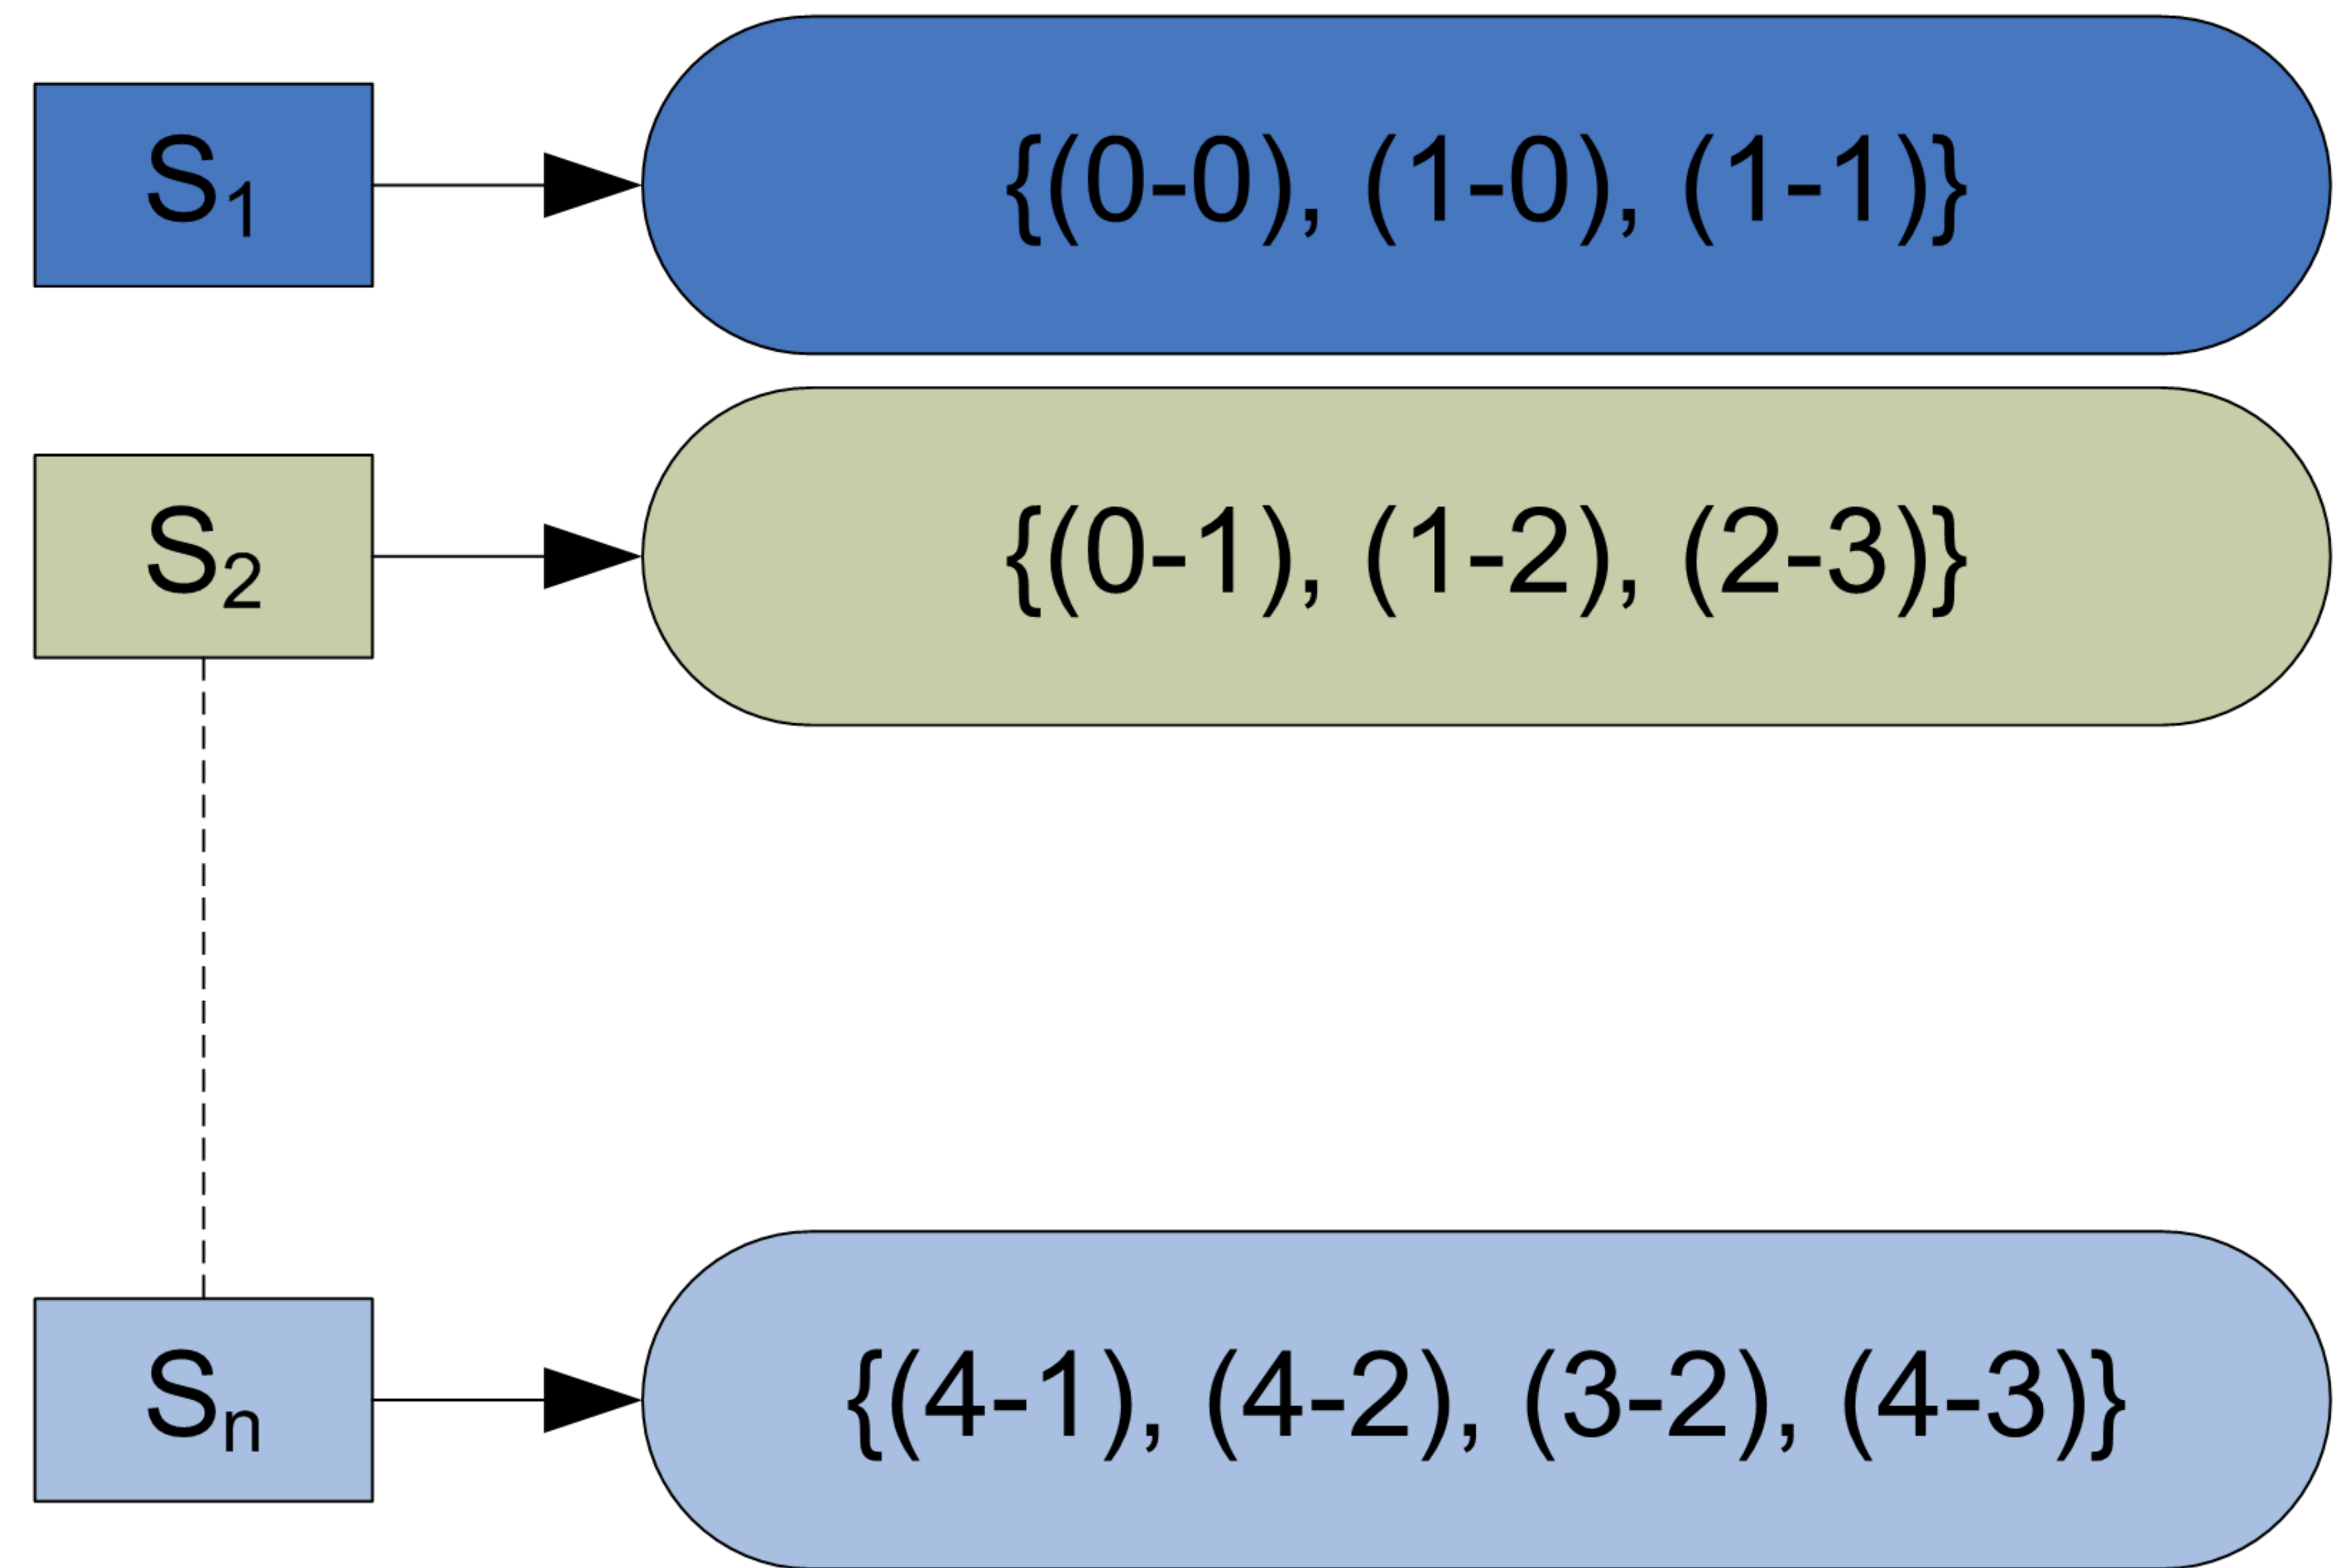 S₁ {(0-0), (1-0), (1-1)}
S₂ {(0-1), (1-2), (2-3)}
Sₙ {(4-1), (4-2), (3-2), (4-3)}